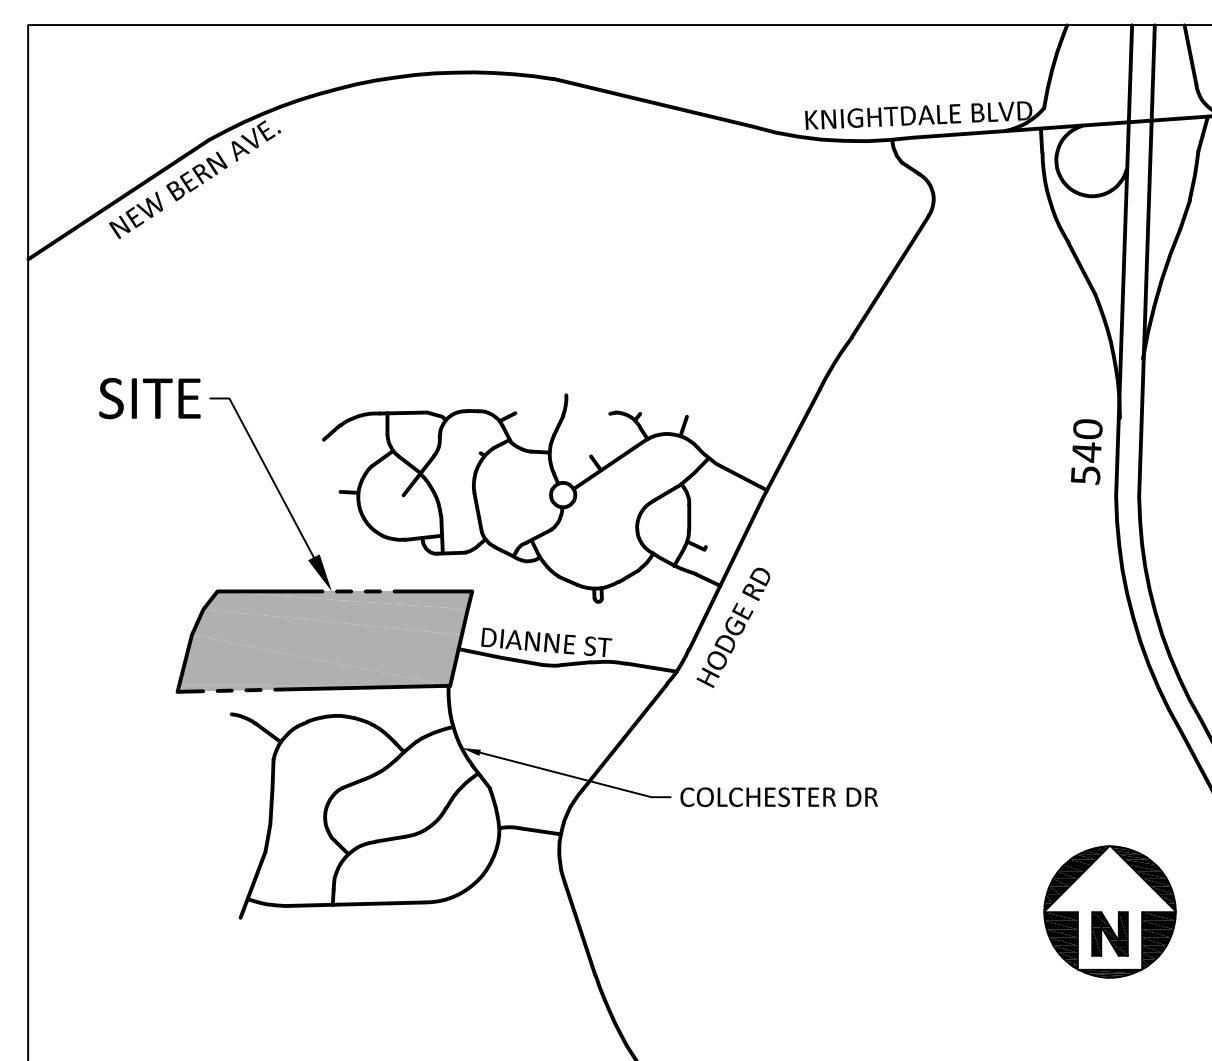 KNIGHTDALE BLVD
NEW BERN AVE.
SITE
540
HODGE RD
DIANNE ST
COLCHESTER DR
N